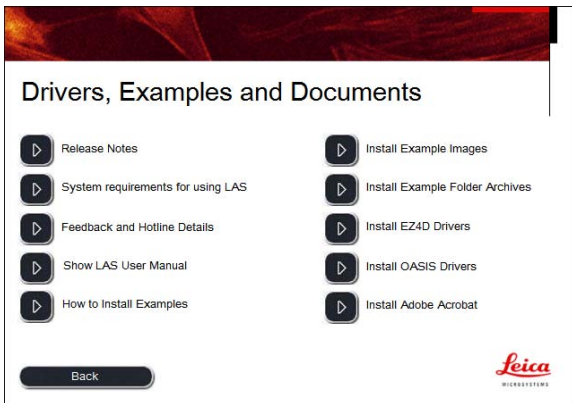 Drivers, Examples and Documents
Release Notes
System requirements for using LAS
Feedback and Hotline Details
Show LAS User Manual
How to Install Examples
Install Example Images
Install Example Folder Archives
Install EZ4D Drivers
Install OASIS Drivers
Install Adobe Acrobat
Back
Leica
MICROSYSTEMS